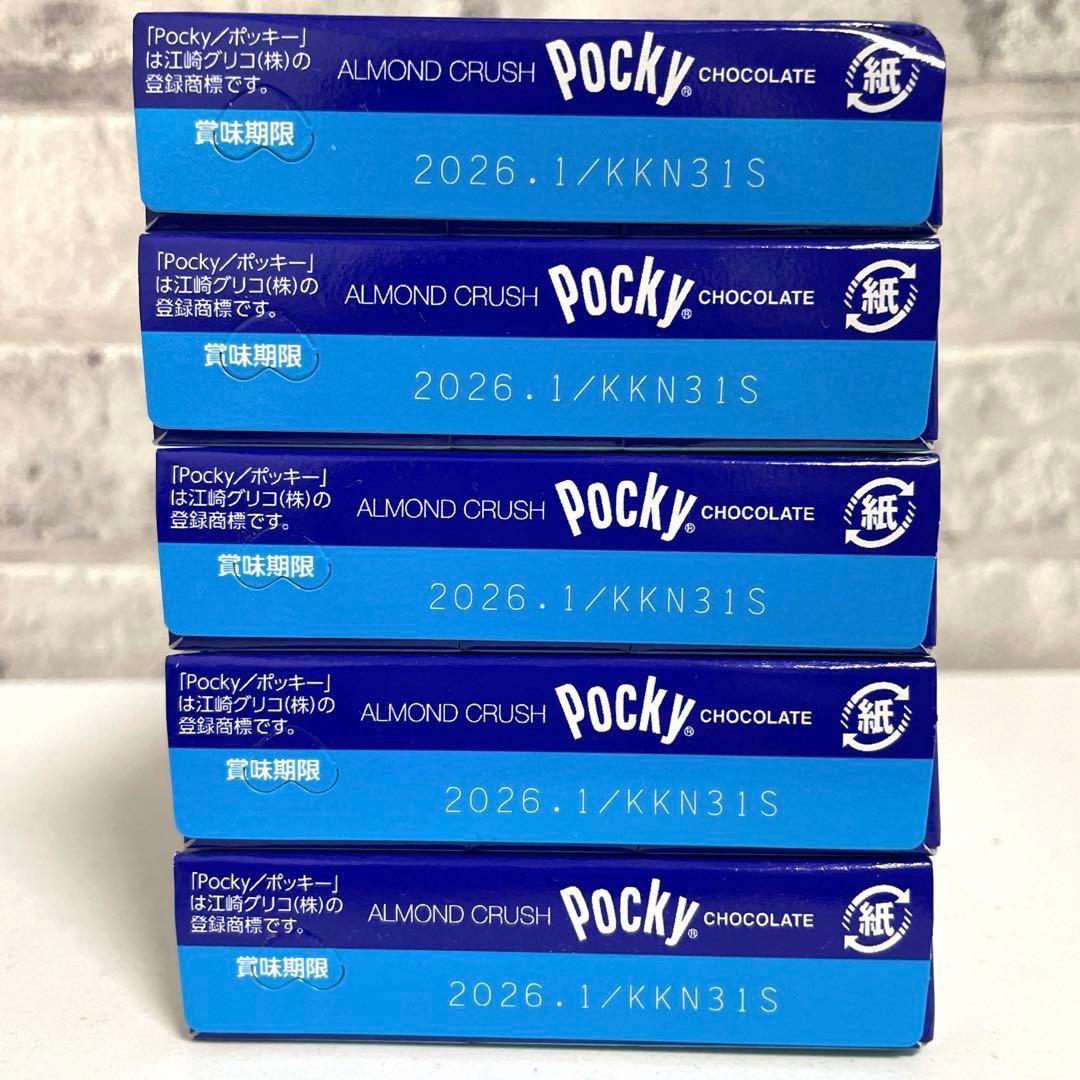 「Pocky／ポッキー」
は江崎グリコ(株)の
登録商標です。
ALMOND CRUSH Pocky® CHOCOLATE
紙
賞味期限
2026.1/KKN31S
「Pocky／ポッキー」
は江崎グリコ(株)の
登録商標です。
ALMOND CRUSH Pocky® CHOCOLATE
紙
賞味期限
2026.1/KKN31S
「Pocky／ポッキー」
は江崎グリコ(株)の
登録商標です。
ALMOND CRUSH Pocky® CHOCOLATE
紙
賞味期限
2026.1/KKN31S
「Pocky／ポッキー」
は江崎グリコ(株)の
登録商標です。
ALMOND CRUSH Pocky® CHOCOLATE
紙
賞味期限
2026.1/KKN31S
「Pocky／ポッキー」
は江崎グリコ(株)の
登録商標です。
ALMOND CRUSH Pocky® CHOCOLATE
紙
賞味期限
2026.1/KKN31S